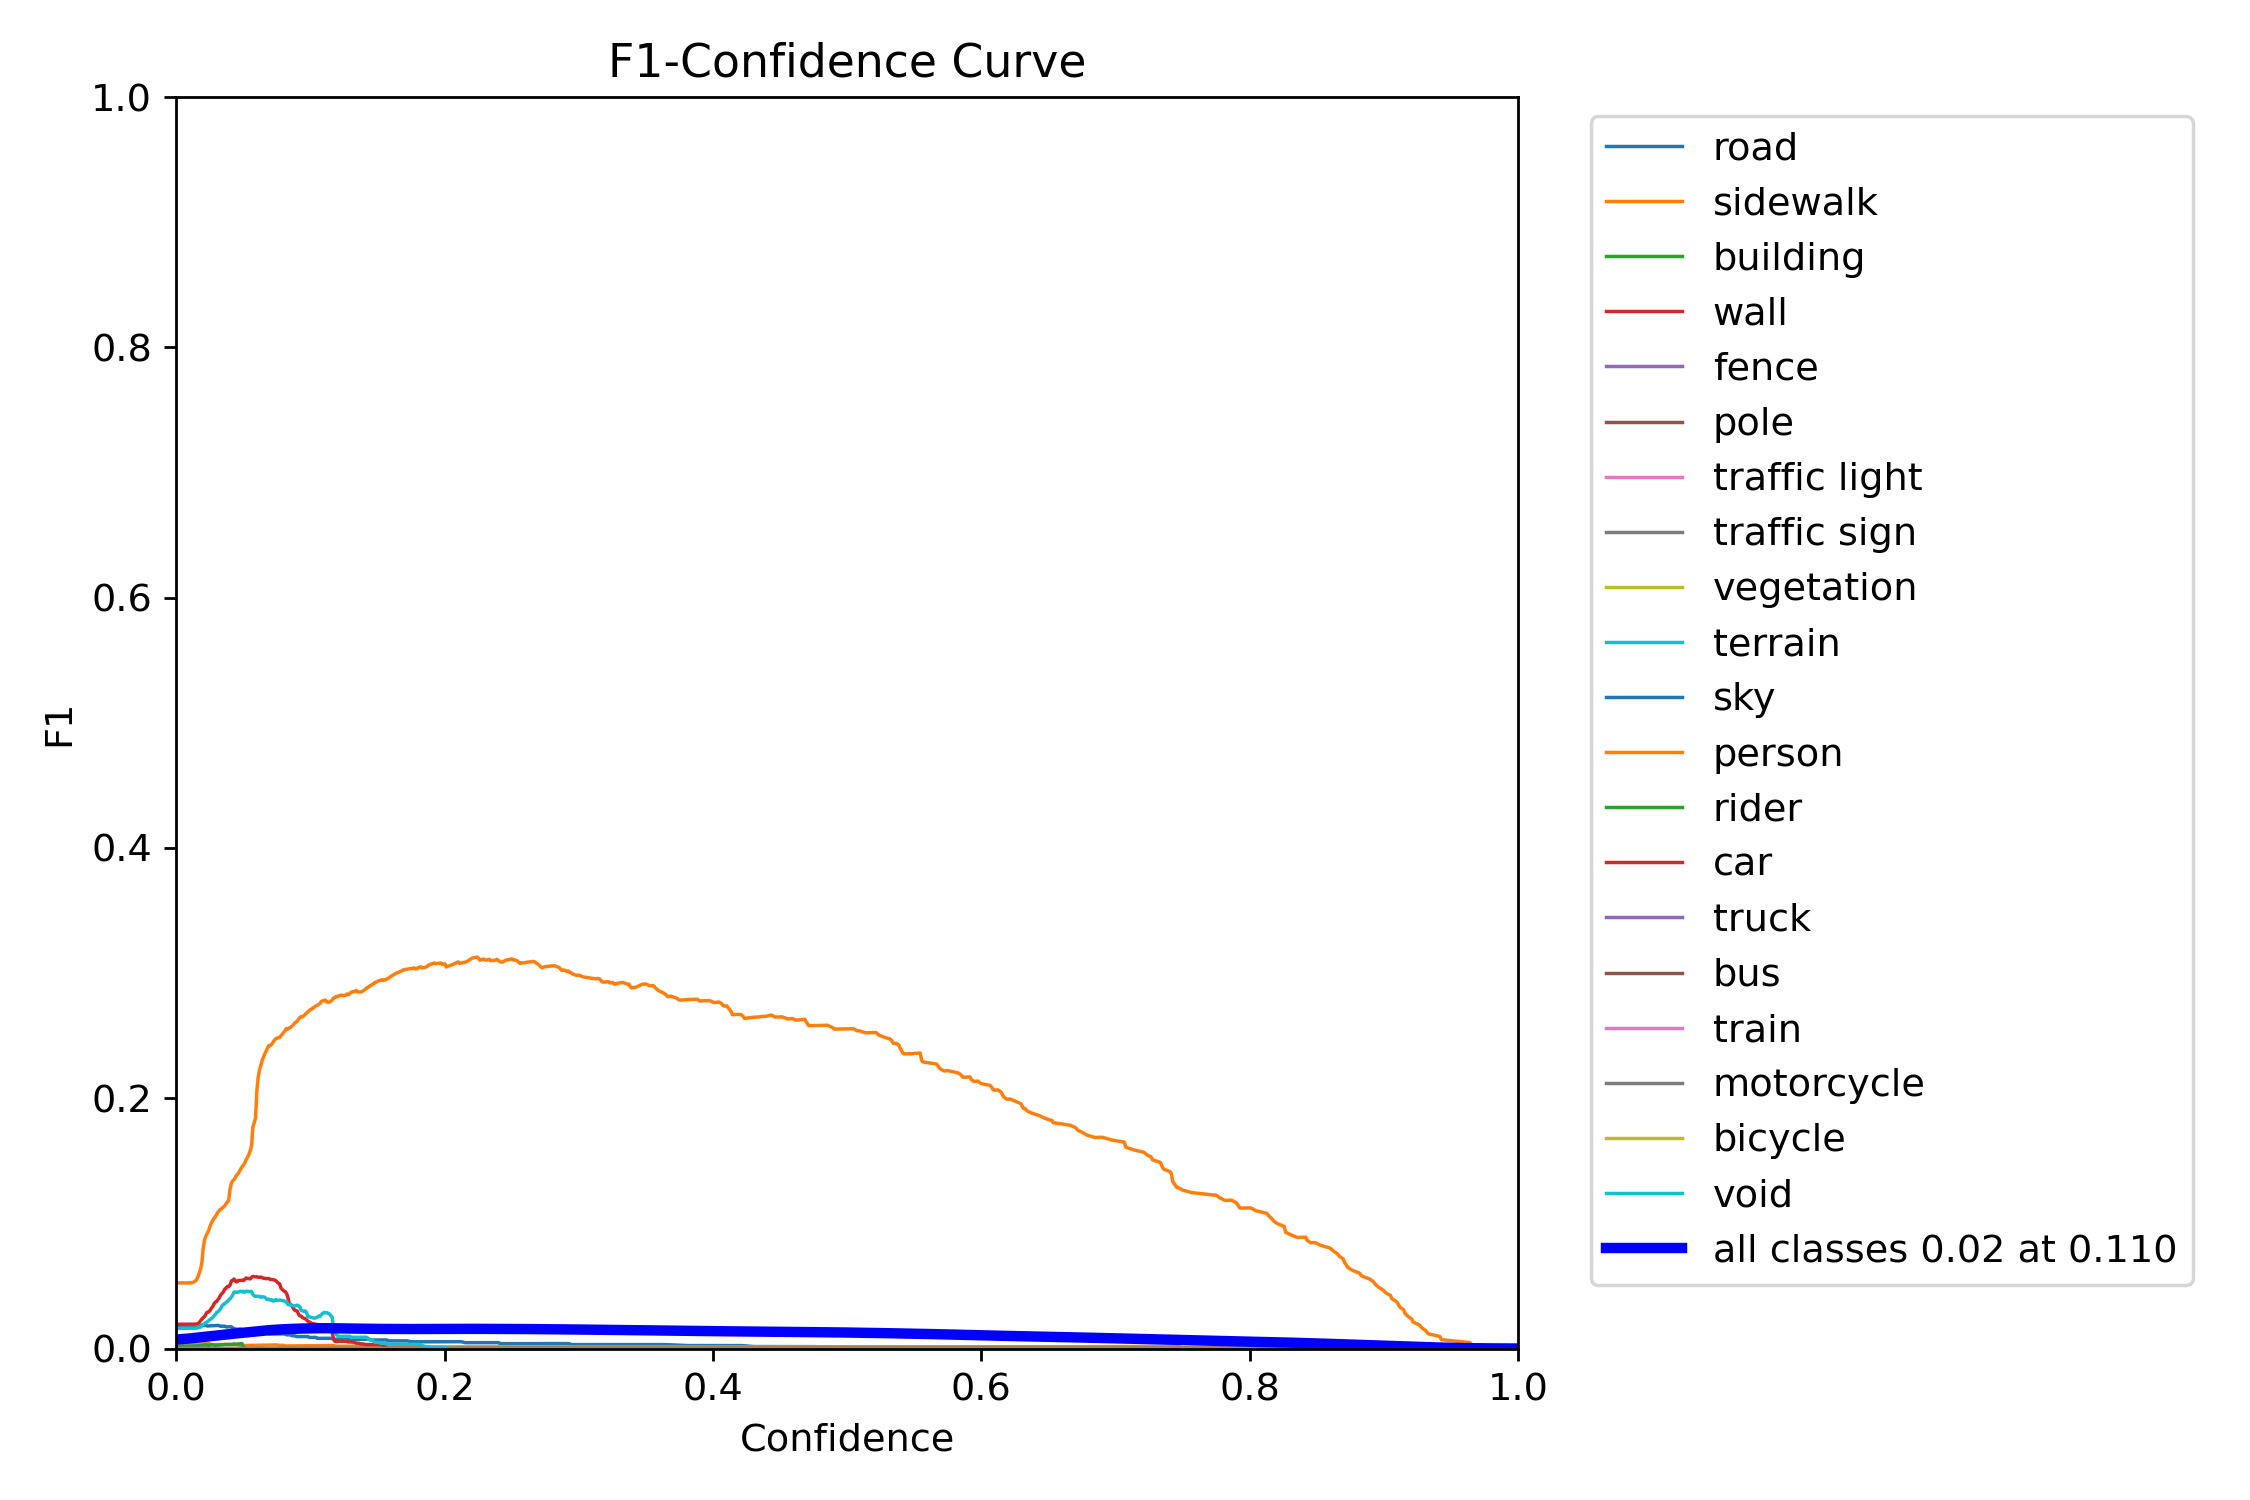 F1-Confidence Curve
1.0
0.8
0.6
0.4
0.2
0.0
F1
0.0 0.2 0.4 0.6 0.8 1.0
Confidence
road
sidewalk
building
wall
fence
pole
traffic light
traffic sign
vegetation
terrain
sky
person
rider
car
truck
bus
train
motorcycle
bicycle
void
all classes 0.02 at 0.110